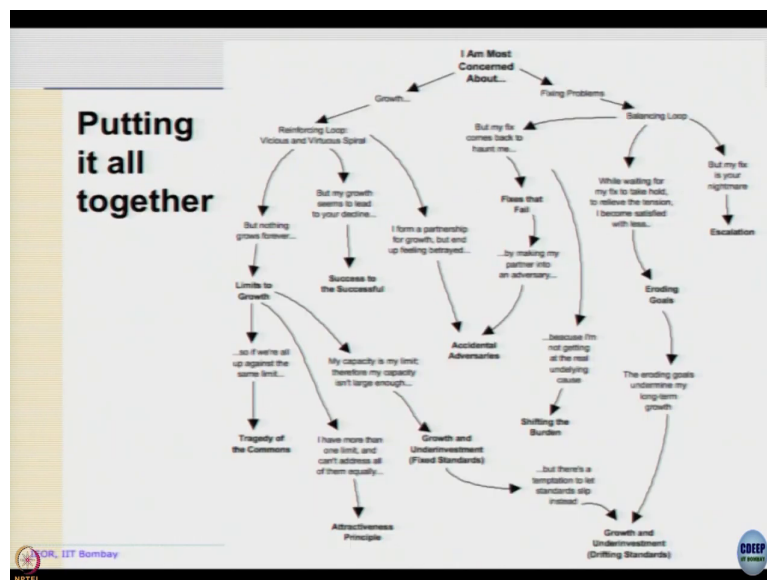 Putting
it all
together
I Am Most
Concerned
About...
Growth...
Fixing Problems
Reinforcing Loop:
Vicious and Virtuous Spiral
Balancing Loop
But my fix
comes back to
haunt me...
But my growth
seems to lead
to your decline...
While waiting for
my fix to take hold,
to relieve the tension,
I become satisfied
with less..
But my fix
is your
nightmare
But nothing
grows forever...
I form a partnership
for growth, but end
up feeling betrayed...
Fixes that
Fail
Escalation
...by making my
partner into
an adversary...
Limits to
Growth
Success to
the Successful
Eroding
Goals
Accidental
Adversaries
...beacuse I'm
not getting
at the real
undelying
cause
...so if we're all
up against the
same limit...
My capacity is my limit;
therefore my capacity
isn't large enough...
The eroding goals
undermine my
long-term
growth
Shifting the
Burden
Tragedy of
the Commons
I have more than
one limit, and
can't address all
of them equally...
Growth and
Underinvestment
(Fixed Standards)
...but there's a
temptation to let
standards slip
instead
Attractiveness
Principle
Growth and
Underinvestment
(Drifting Standards)
IEOR, IIT Bombay
NPTEL
CDEEP
IIT BOMBAY